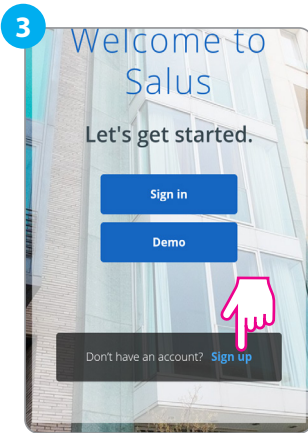 3
Welcome to
Salus
Let's get started.
Sign in
Demo
Don't have an account? Sign up